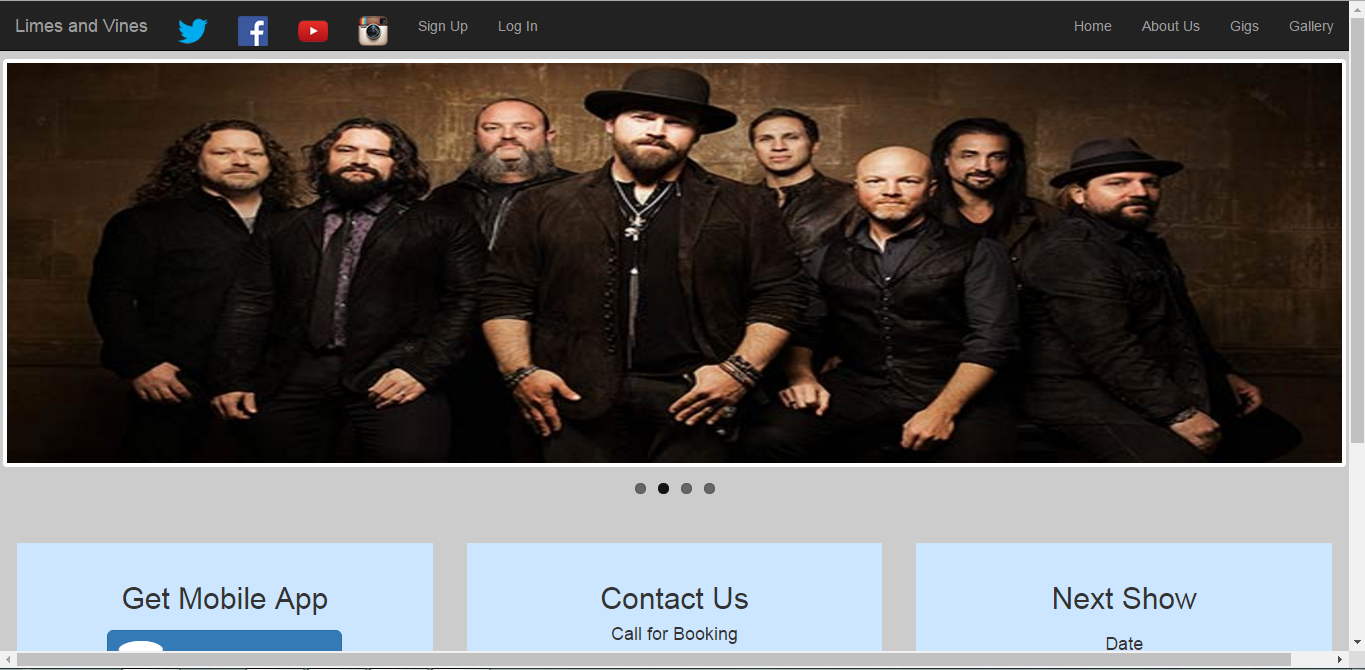 Limes and Vines
Sign Up
Log In
Home
About Us
Gigs
Gallery
Get Mobile App
Contact Us
Call for Booking
Next Show
Date